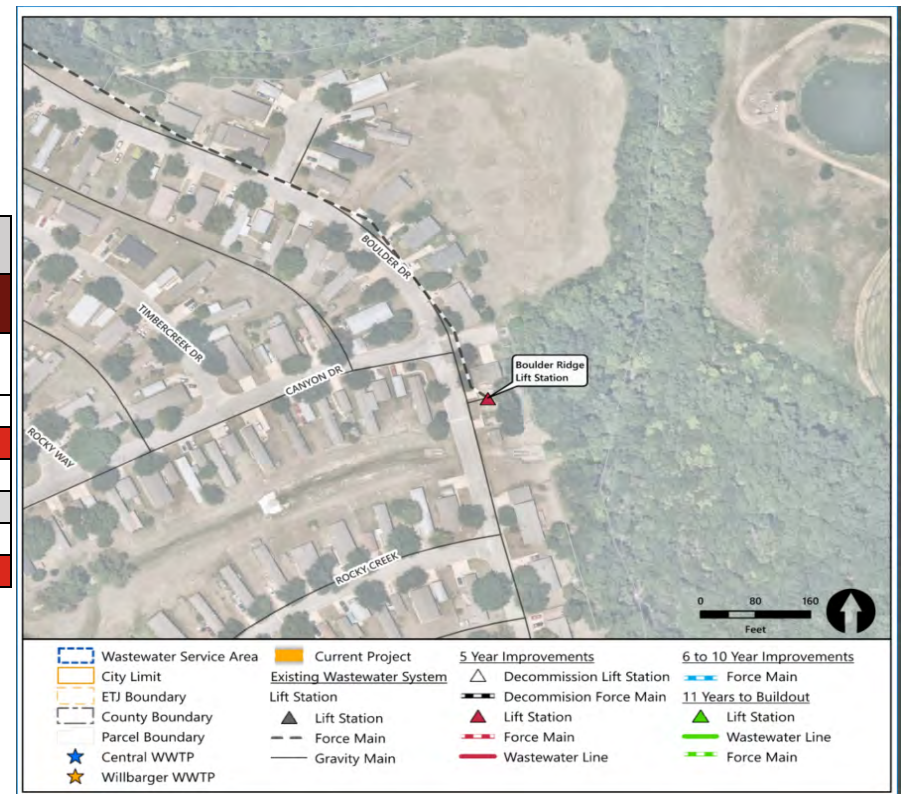 BOULDER DR
TIMBERCREEK DR
CANYON DR
Boulder Ridge
Lift Station
ROCKY WAY
ROCKY CREEK
0 80 160
Feet
Wastewater Service Area
City Limit
ETJ Boundary
County Boundary
Parcel Boundary
Central WWTP
Willbarger WWTP
Current Project
Existing Wastewater System
Lift Station
Lift Station
Force Main
Gravity Main
5 Year Improvements
Decommission Lift Station
Decommision Force Main
Lift Station
Force Main
Wastewater Line
6 to 10 Year Improvements
Force Main
11 Years to Buildout
Lift Station
Wastewater Line
Force Main